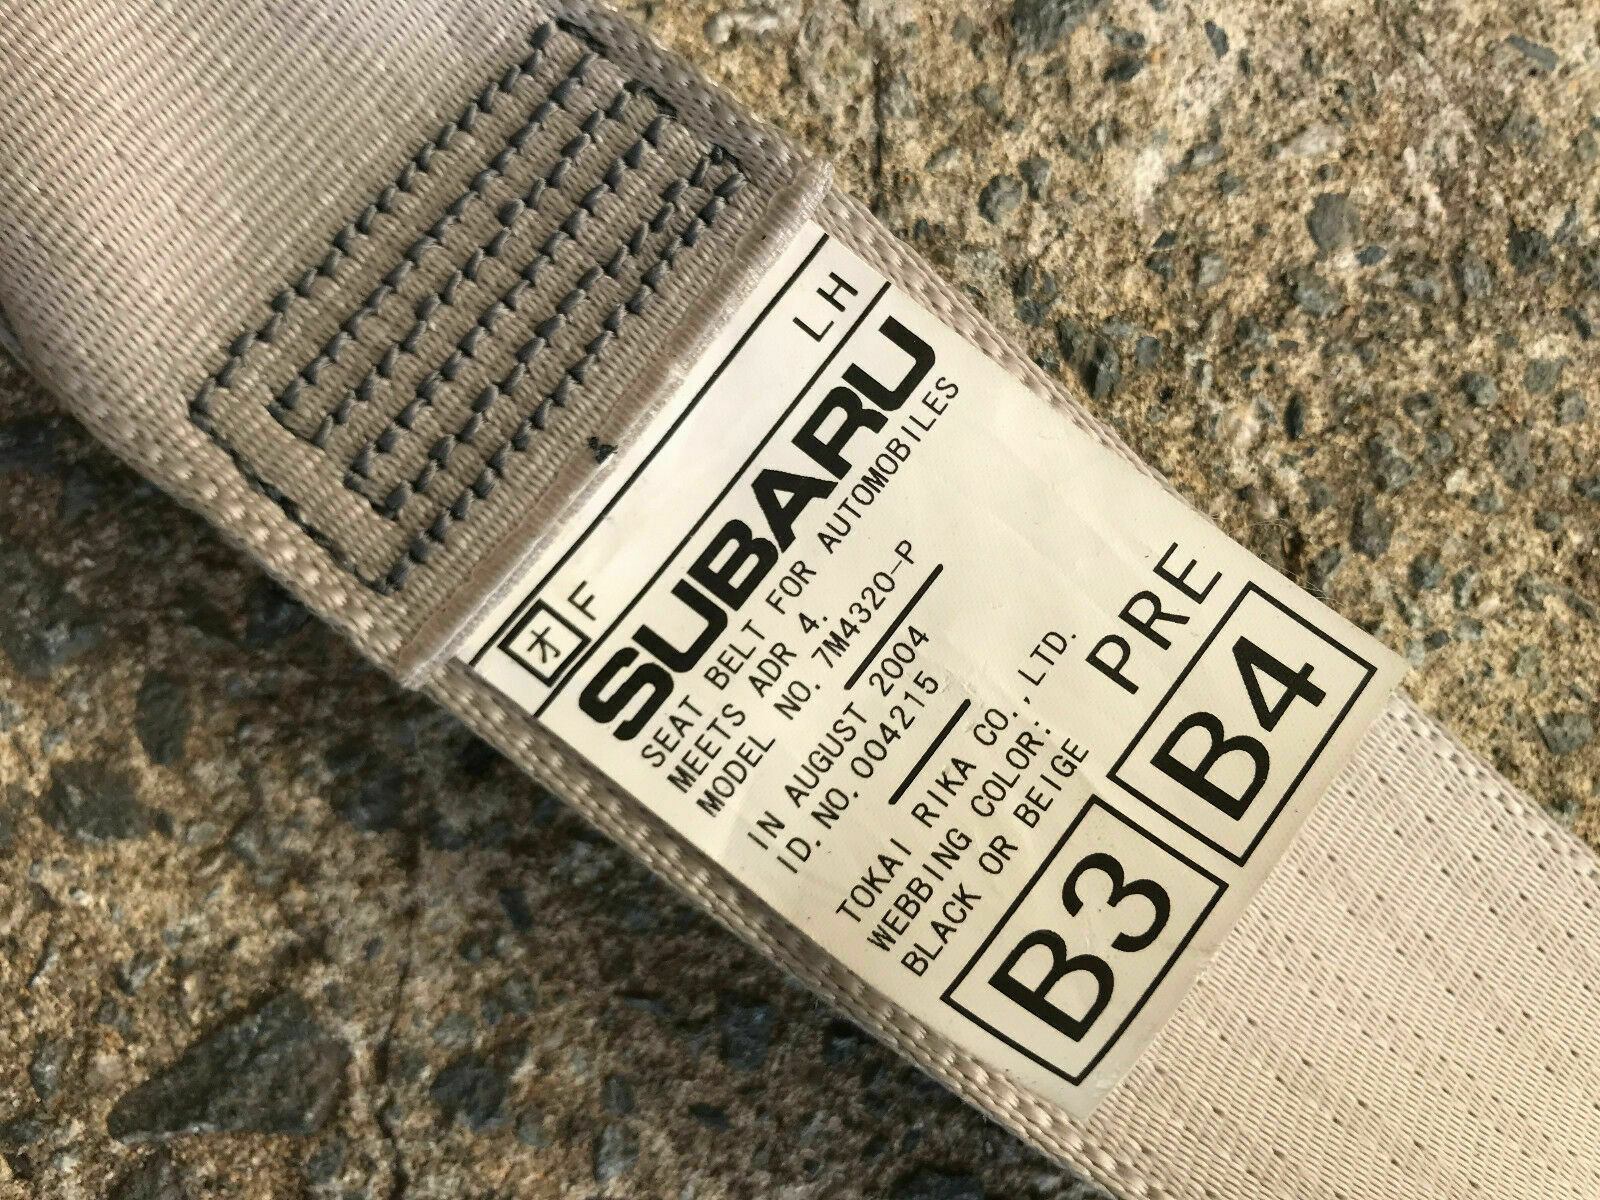 オ F LH
SUBARU
SEAT BELT FOR AUTOMOBILES
MEETS ADR 4.
MODEL NO. 7M4320-P
IN AUGUST 2004
ID. NO. 004215
TOKAI RIKA CO.,LTD.
WEBBING COLOR: PRE
BLACK OR BEIGE
B3 B4